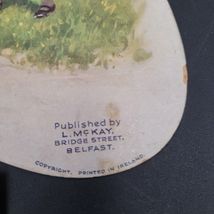 Published by
L. McKAY,
BRIDGE STREET,
BELFAST.
COPYRIGHT. PRINTED IN IRELAND.